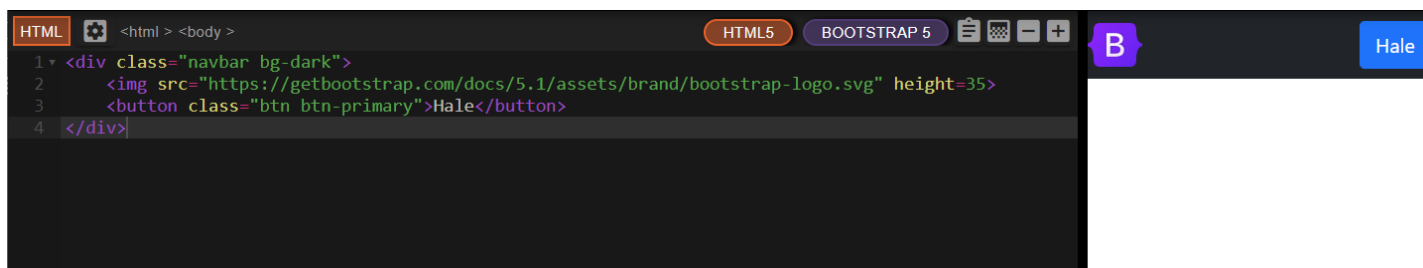 HTML <html > <body > HTML5 BOOTSTRAP 5
1 <div class="navbar bg-dark">
2 <img src="https://getbootstrap.com/docs/5.1/assets/brand/bootstrap-logo.svg" height=35>
3 <button class="btn btn-primary">Hale</button>
4 </div>
B Hale